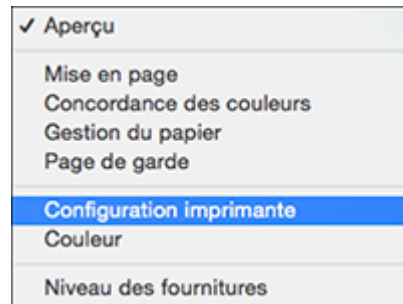 ✓ Aperçu
Mise en page
Concordance des couleurs
Gestion du papier
Page de garde
Configuration imprimante
Couleur
Niveau des fournitures